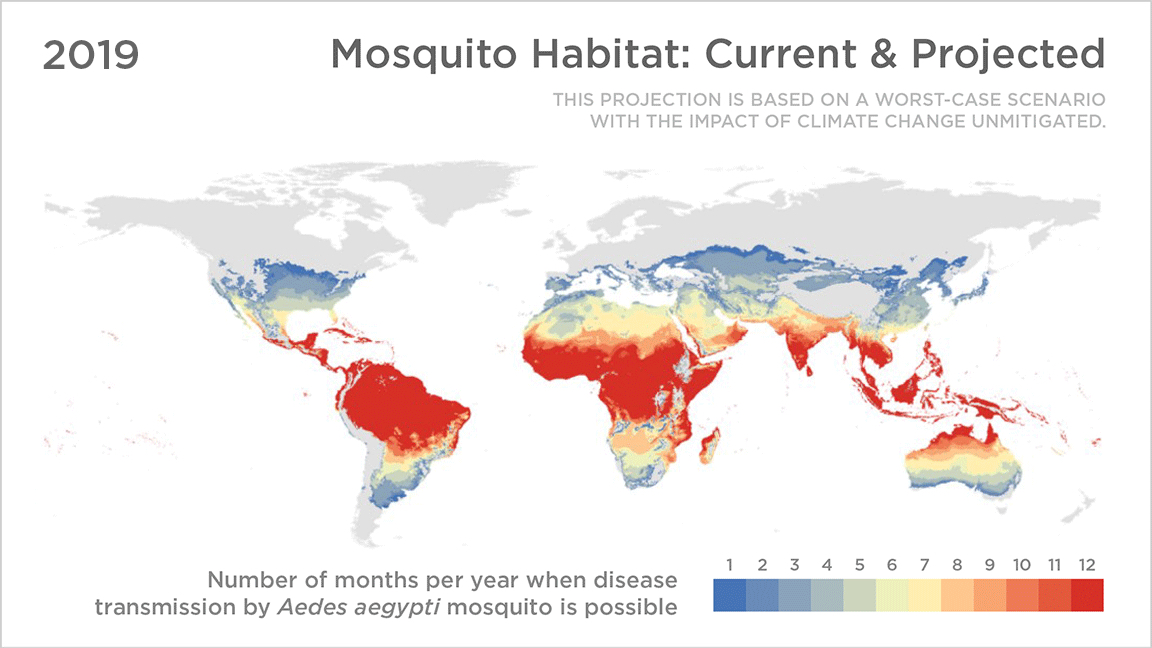 2019
Mosquito Habitat: Current & Projected
THIS PROJECTION IS BASED ON A WORST-CASE SCENARIO
WITH THE IMPACT OF CLIMATE CHANGE UNMITIGATED.
Number of months per year when disease
transmission by Aedes aegypti mosquito is possible
1 2 3 4 5 6 7 8 9 10 11 12